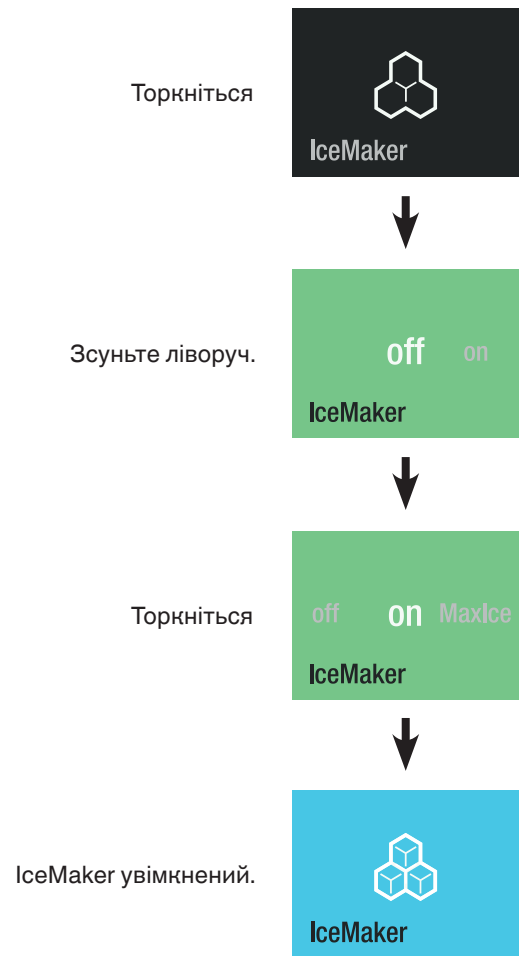 Торкніться
IceMaker
Зсуньте ліворуч.
off on
IceMaker
Торкніться
off on MaxIce
IceMaker
IceMaker увімкнений.
IceMaker